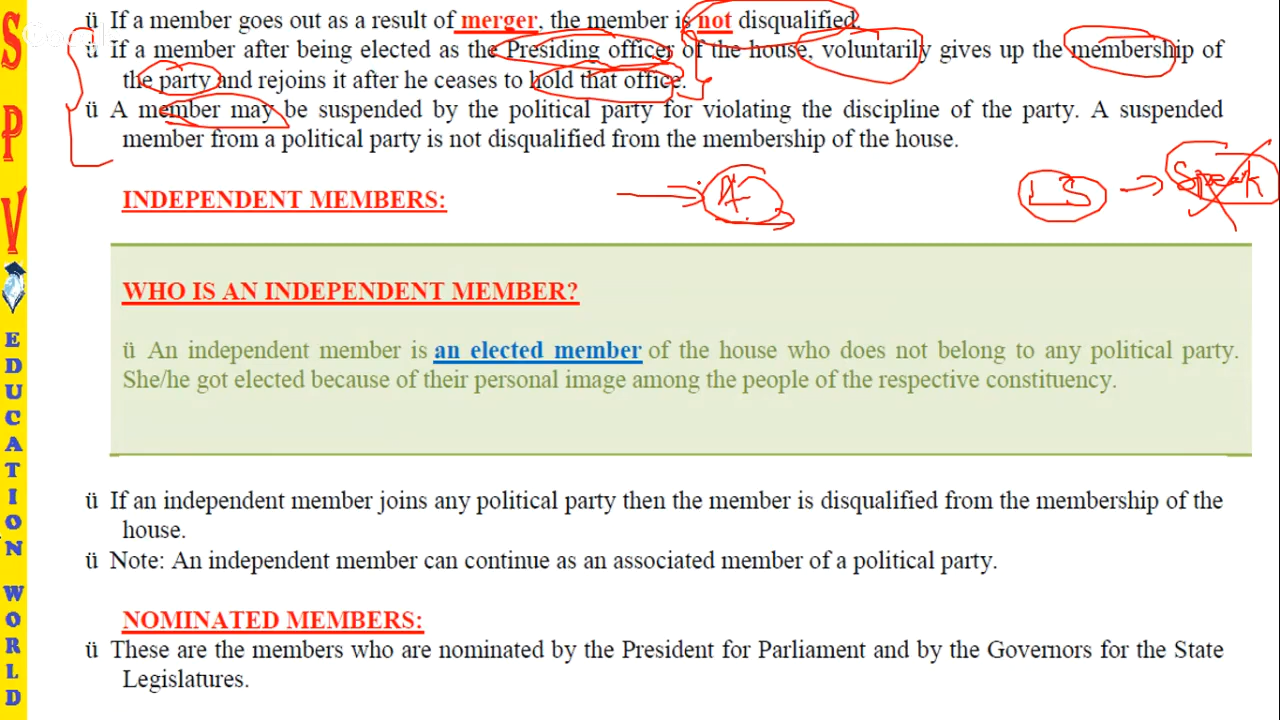 S P V EDUCATION WORLD
ü If a member goes out as a result of merger, the member is not disqualified.
ü If a member after being elected as the Presiding officer of the house, voluntarily gives up the membership of
the party and rejoins it after he ceases to hold that office.
ü A member may be suspended by the political party for violating the discipline of the party. A suspended
member from a political party is not disqualified from the membership of the house.
LS → Speak
INDEPENDENT MEMBERS:
WHO IS AN INDEPENDENT MEMBER?
ü An independent member is an elected member of the house who does not belong to any political party.
She/he got elected because of their personal image among the people of the respective constituency.
ü If an independent member joins any political party then the member is disqualified from the membership of the
house.
ü Note: An independent member can continue as an associated member of a political party.
NOMINATED MEMBERS:
ü These are the members who are nominated by the President for Parliament and by the Governors for the State
Legislatures.